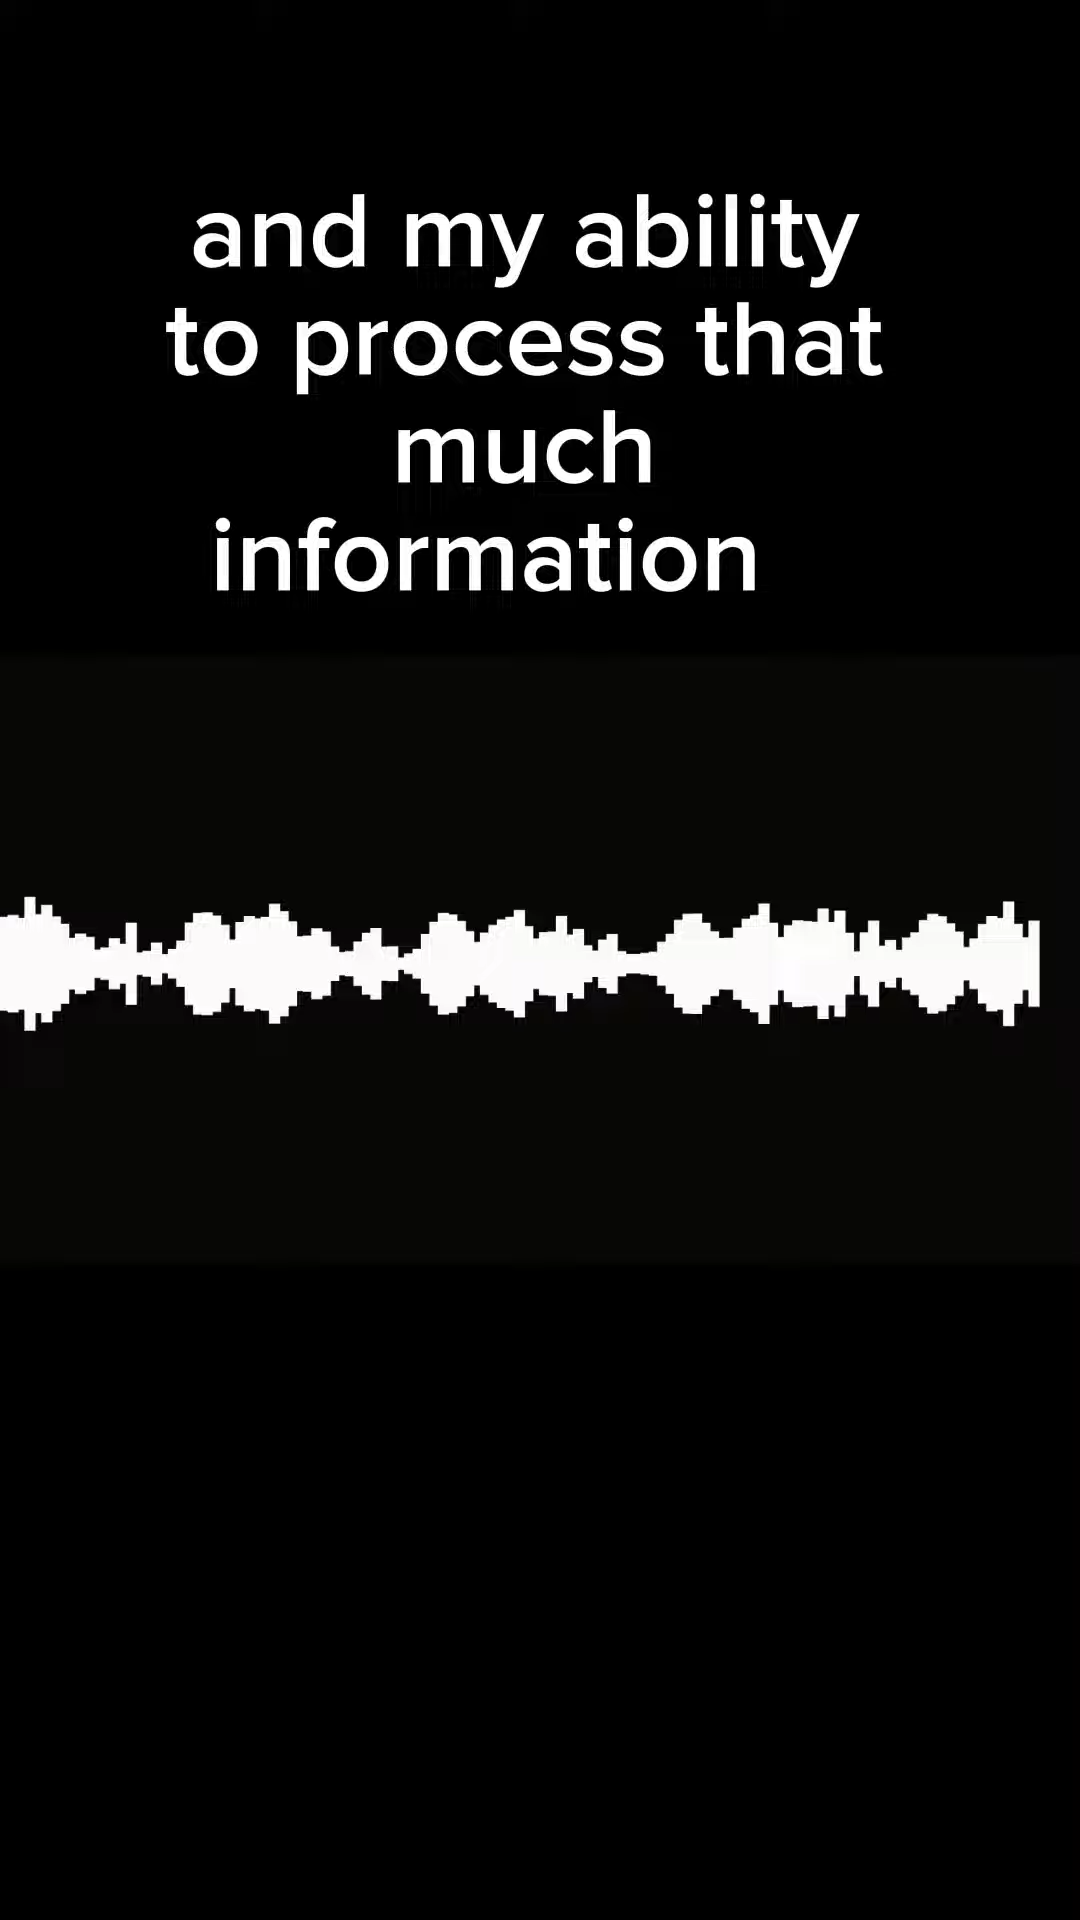 and my ability
to process that
much
information